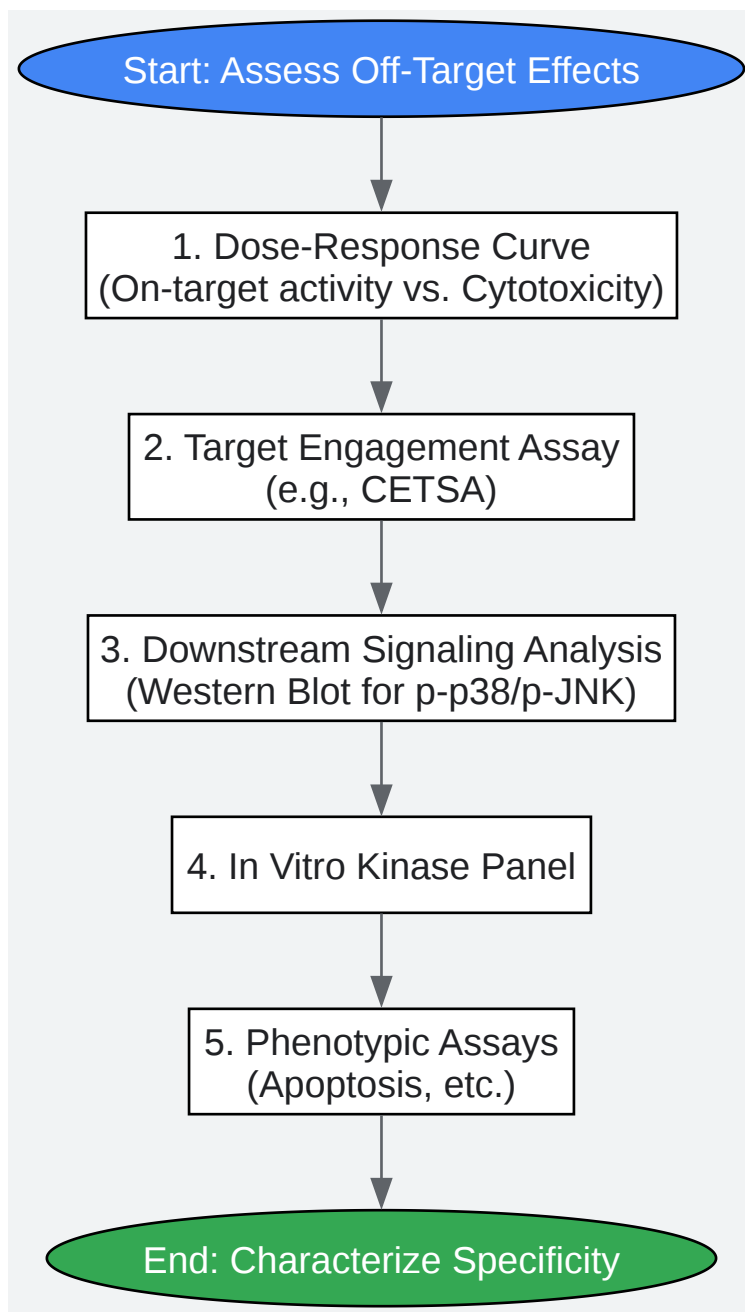 Start: Assess Off-Target Effects
1. Dose-Response Curve
(On-target activity vs. Cytotoxicity)
2. Target Engagement Assay
(e.g., CETSA)
3. Downstream Signaling Analysis
(Western Blot for p-p38/p-JNK)
4. In Vitro Kinase Panel
5. Phenotypic Assays
(Apoptosis, etc.)
End: Characterize Specificity